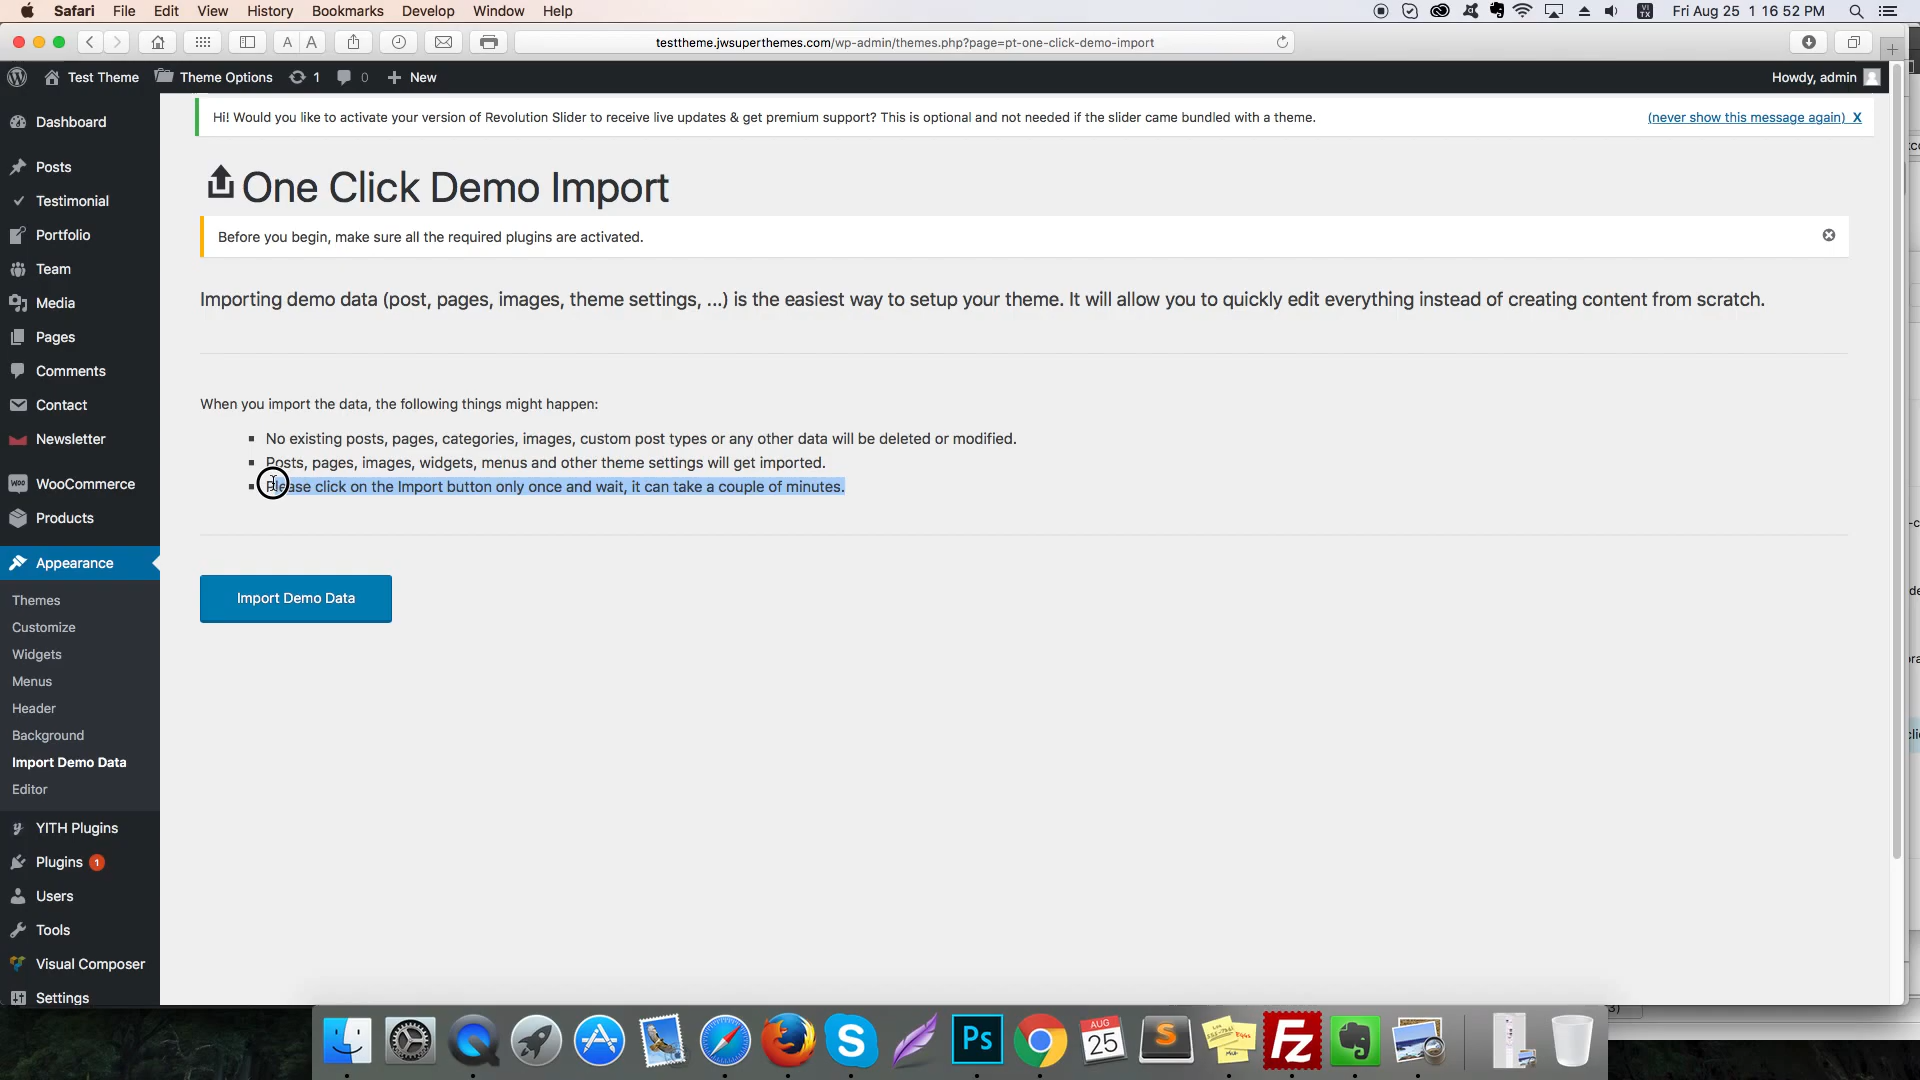 Safari File Edit View History Bookmarks Develop Window Help
VI TX Fri Aug 25 1 16 52 PM
A A testtheme.jwsuperthemes.com/wp-admin/themes.php?page=pt-one-click-demo-import
Test Theme Theme Options 1 0 New Howdy, admin
Hi! Would you like to activate your version of Revolution Slider to receive live updates & get premium support? This is optional and not needed if the slider came bundled with a theme. (never show this message again) X
One Click Demo Import
Before you begin, make sure all the required plugins are activated.
Importing demo data (post, pages, images, theme settings, ...) is the easiest way to setup your theme. It will allow you to quickly edit everything instead of creating content from scratch.
When you import the data, the following things might happen:
No existing posts, pages, categories, images, custom post types or any other data will be deleted or modified.
Posts, pages, images, widgets, menus and other theme settings will get imported.
Please click on the Import button only once and wait, it can take a couple of minutes.
Import Demo Data
Dashboard
Posts
Testimonial
Portfolio
Team
Media
Pages
Comments
Contact
Newsletter
WooCommerce
Products
Appearance
Themes
Customize
Widgets
Menus
Header
Background
Import Demo Data
Editor
YITH Plugins
Plugins 1
Users
Tools
Visual Composer
Settings
Ps
AUG
25
S
Fz